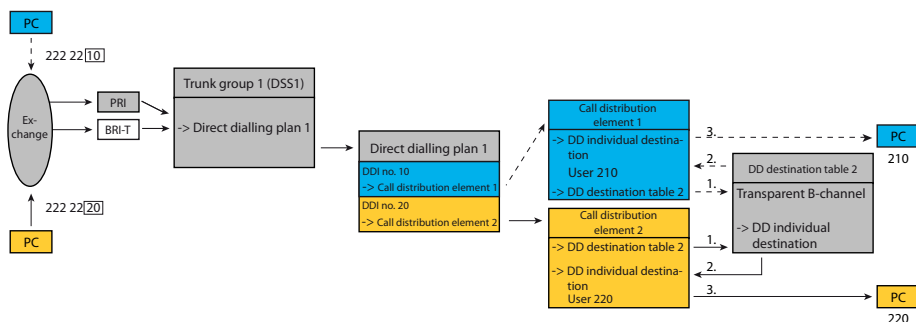 PC
222 22 10
Ex-
change
PRI
BRI-T
222 22 20
PC
Trunk group 1 (DSS1)
-> Direct dialling plan 1
Direct dialling plan 1
DDI no. 10
-> Call distribution element 1
DDI no. 20
-> Call distribution element 2
Call distribution
element 1
-> DD individual destina-
tion
User 210
-> DD destination table 2
Call distribution
element 2
-> DD destination table 2
-> DD individual destina-
tion
User 220
3.
2.
1.
1.
2.
3.
DD destination table 2
Transparent B-channel
-> DD individual
destination
PC
210
PC
220